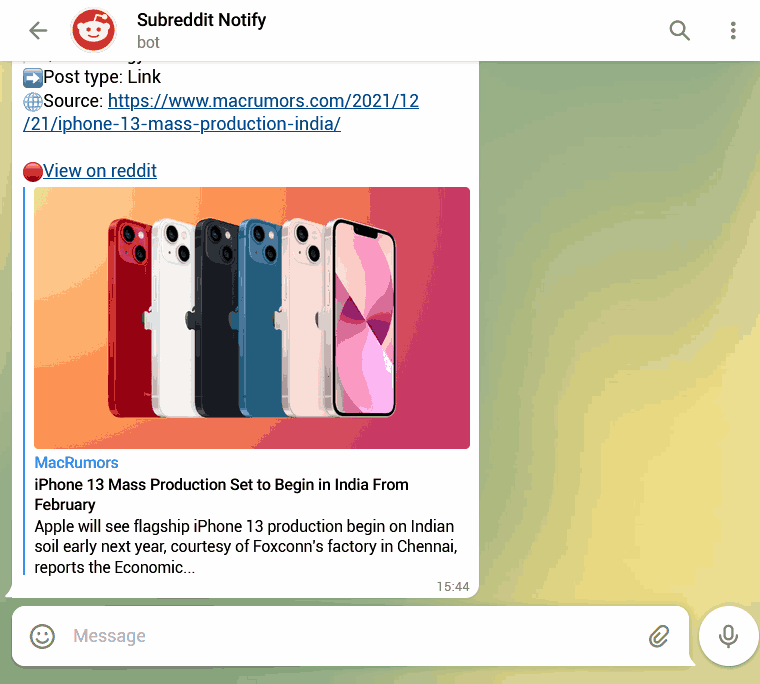 Subreddit Notify
bot
Post type: Link
Source: https://www.macrumors.com/2021/12
/21/iphone-13-mass-production-india/
View on reddit
MacRumors
iPhone 13 Mass Production Set to Begin in India From
February
Apple will see flagship iPhone 13 production begin on Indian
soil early next year, courtesy of Foxconn's factory in Chennai,
reports the Economic...
15:44
Message